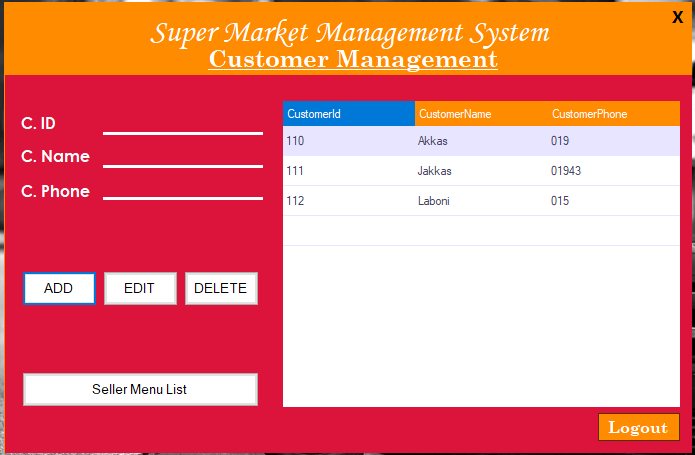 X
Super Market Management System
Customer Management
C. ID
C. Name
C. Phone
CustomerId CustomerName CustomerPhone
110 Akkas 019
111 Jakkas 01943
112 Laboni 015
ADD EDIT DELETE
Seller Menu List
Logout